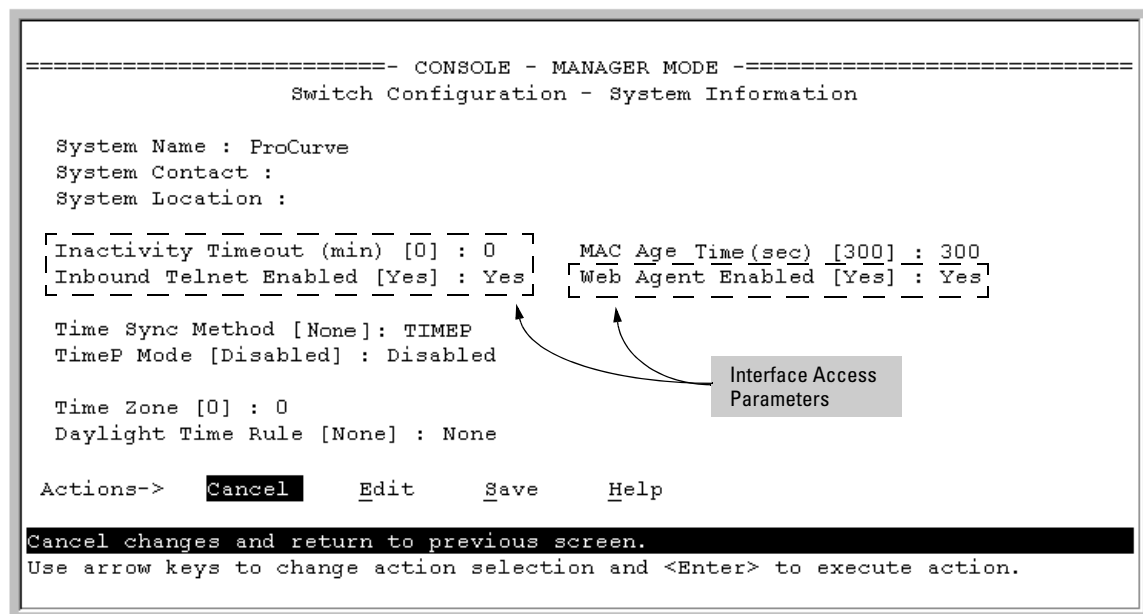 ===========================- CONSOLE - MANAGER MODE -============================
Switch Configuration - System Information
System Name : ProCurve
System Contact :
System Location :
Inactivity Timeout (min) [0] : 0 MAC Age Time(sec) [300] : 300
Inbound Telnet Enabled [Yes] : Yes Web Agent Enabled [Yes] : Yes
Time Sync Method [None]: TIMEP
TimeP Mode [Disabled] : Disabled
Interface Access
Parameters
Time Zone [0] : 0
Daylight Time Rule [None] : None
Actions-> Cancel Edit Save Help
Cancel changes and return to previous screen.
Use arrow keys to change action selection and <Enter> to execute action.